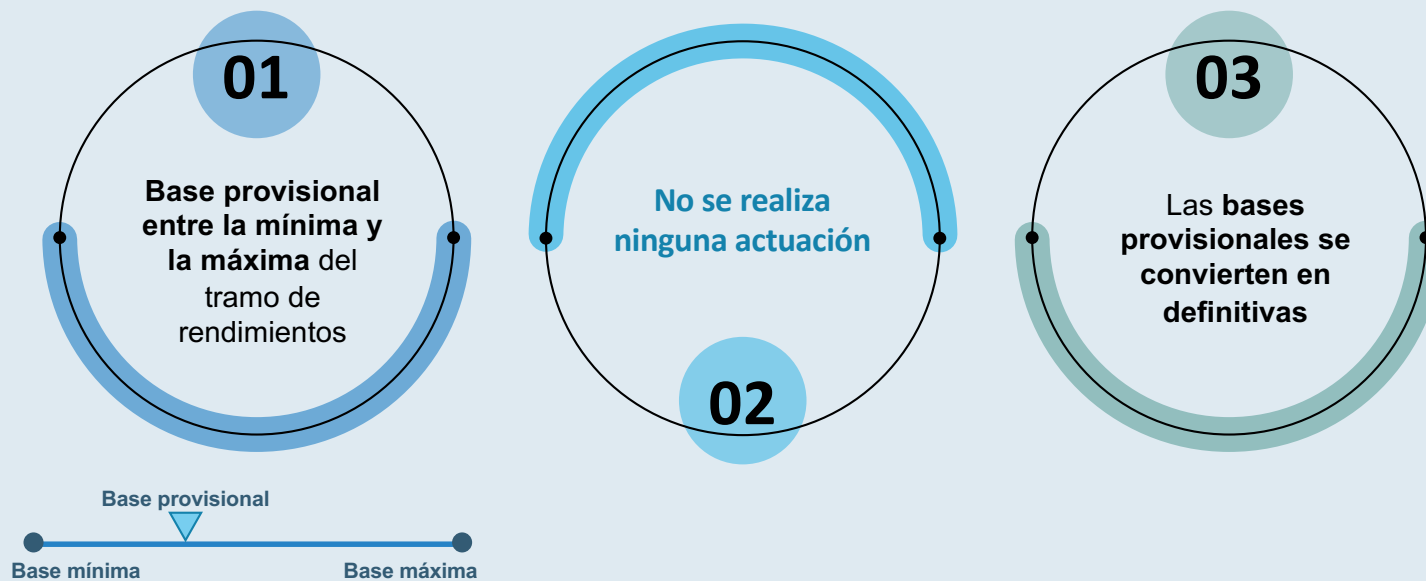 01
Base provisional
entre la mínima y
la máxima del
tramo de
rendimientos
No se realiza
ninguna actuación
02
03
Las bases
provisionales se
convierten en
definitivas
Base provisional
Base mínima
Base máxima